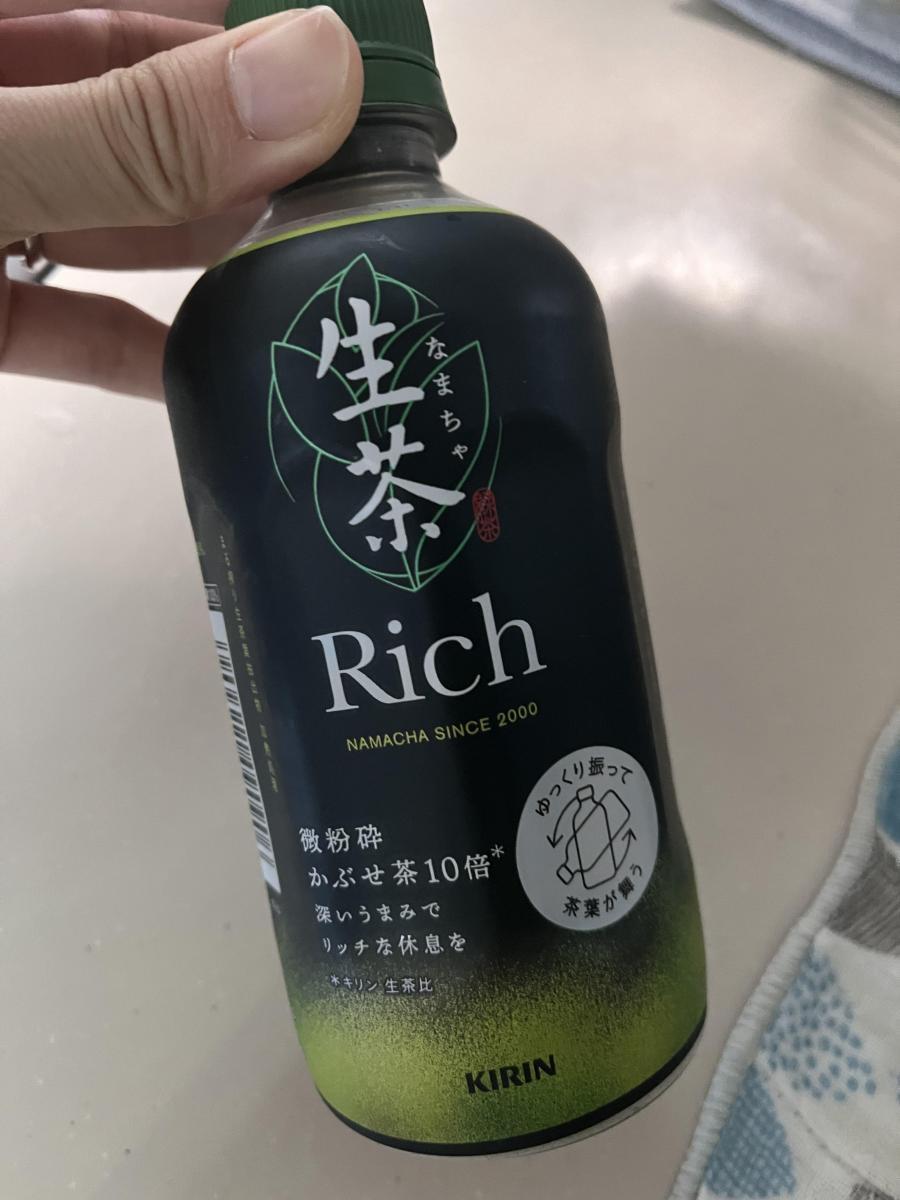 生茶
なまちゃ
Rich
NAMACHA SINCE 2000
ゆっくり振って
茶葉が舞う
微粉砕
かぶせ茶10倍*
深いうまみで
リッチな休息を
*キリン 生茶比
KIRIN